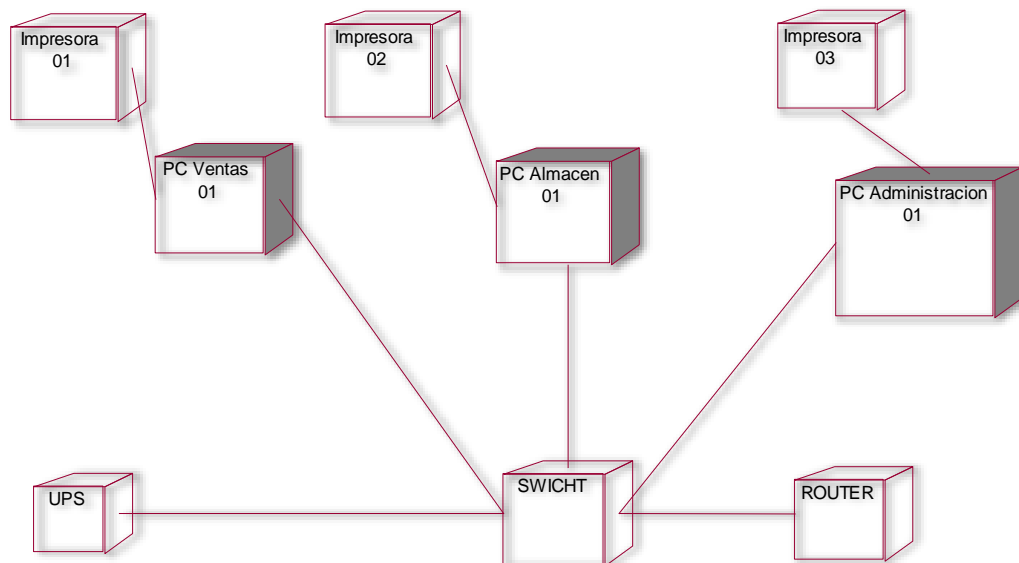 Impresora
01
Impresora
02
Impresora
03
PC Ventas
01
PC Almacen
01
PC Administracion
01
UPS
SWICHT
ROUTER